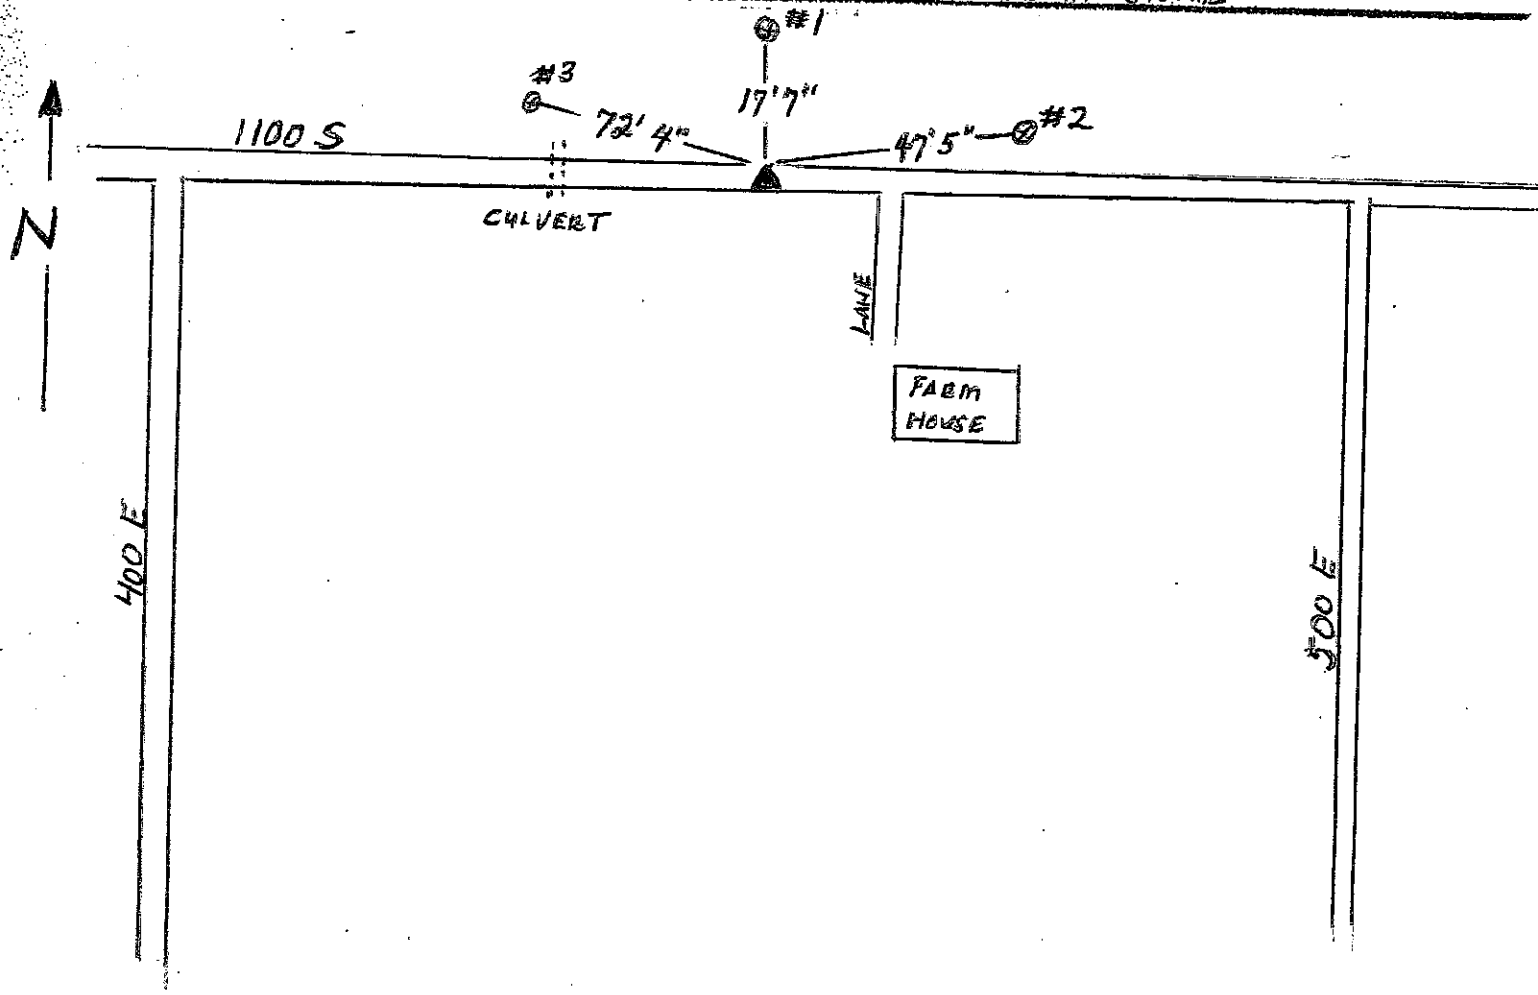 #1
#3
17'7"
72' 4"
47'5"
#2
1100 S
CULVERT
N
LANE
FARM
HOUSE
400 E
500 E